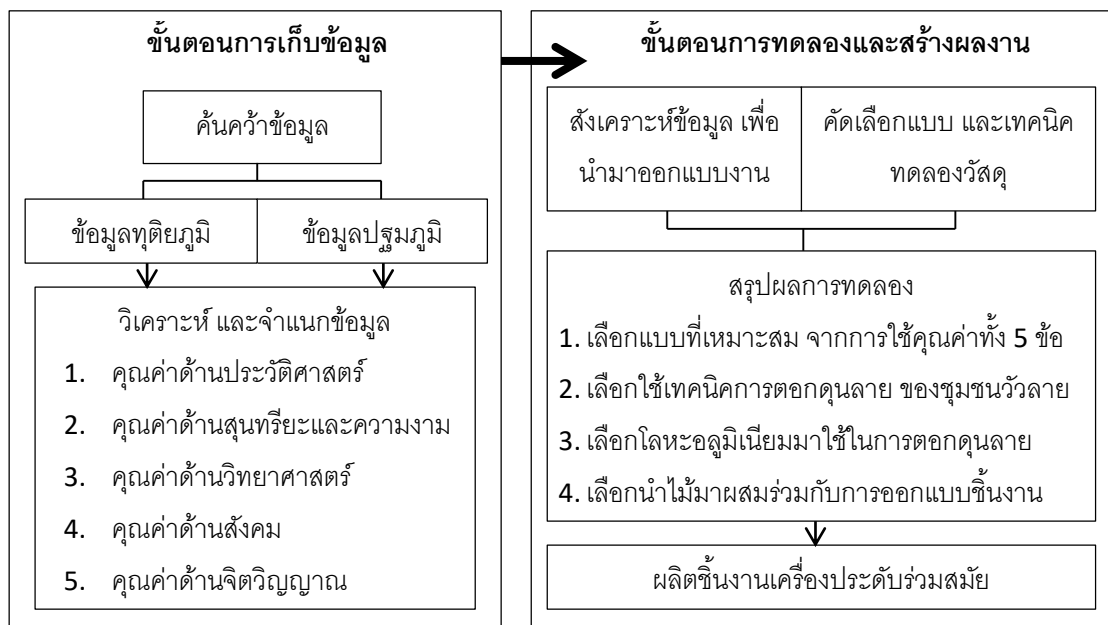 ขั้นตอนการเก็บข้อมูล
ค้นคว้าข้อมูล
ข้อมูลทุติยภูมิ
ข้อมูลปฐมภูมิ
วิเคราะห์ และจำแนกข้อมูล
1. คุณค่าด้านประวัติศาสตร์
2. คุณค่าด้านสุนทรียะและความงาม
3. คุณค่าด้านวิทยาศาสตร์
4. คุณค่าด้านสังคม
5. คุณค่าด้านจิตวิญญาณ
ขั้นตอนการทดลองและสร้างผลงาน
สังเคราะห์ข้อมูล เพื่อ
นำมาออกแบบงาน
คัดเลือกแบบ และเทคนิค
ทดลองวัสดุ
สรุปผลการทดลอง
1. เลือกแบบที่เหมาะสม จากการใช้คุณค่าทั้ง 5 ข้อ
2. เลือกใช้เทคนิคการตอกดุนลาย ของชุมชนวัวลาย
3. เลือกโลหะอลูมิเนียมมาใช้ในการตอกดุนลาย
4. เลือกนำไม้มาผสมร่วมกับการออกแบบชิ้นงาน
ผลิตชิ้นงานเครื่องประดับร่วมสมัย